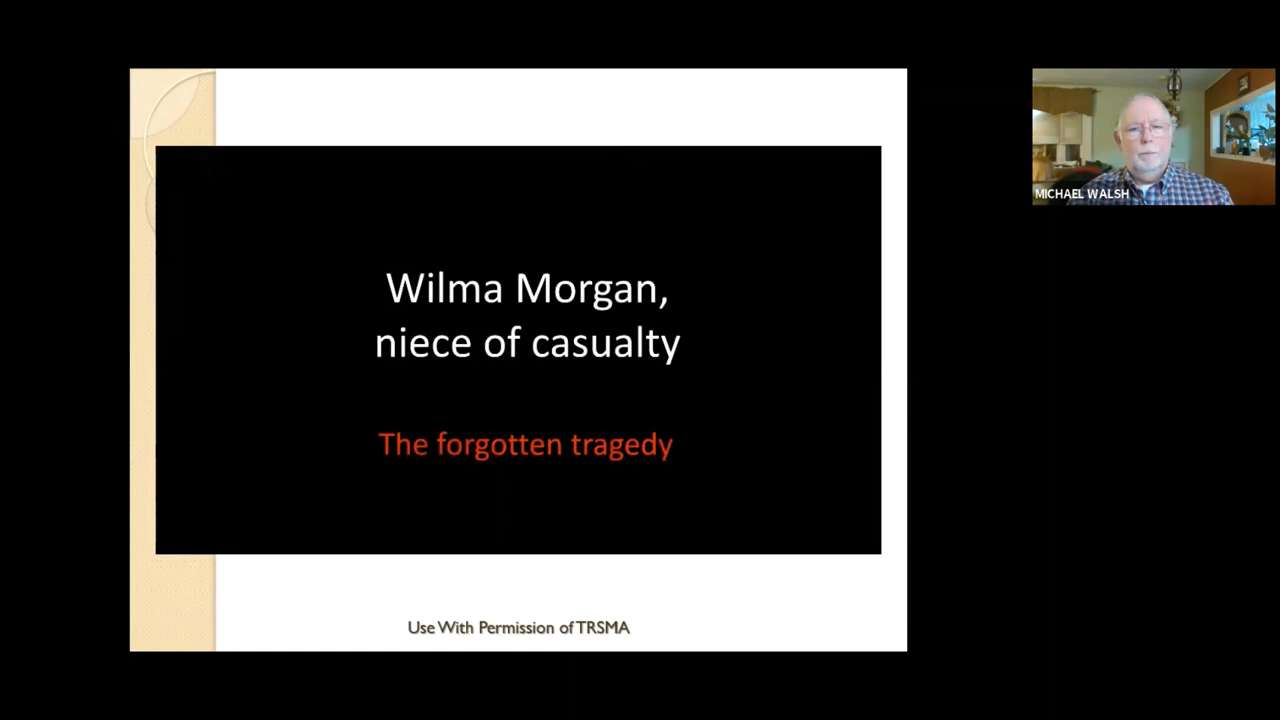 Wilma Morgan,
niece of casualty
The forgotten tragedy
Use With Permission of TRSMA
MICHAEL WALSH